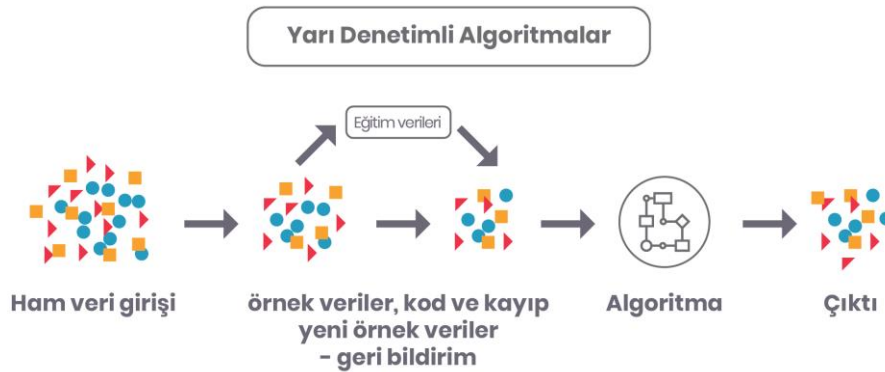 Yarı Denetimli Algoritmalar
Eğitim verileri
Ham veri girişi
örnek veriler, kod ve kayıp
yeni örnek veriler
- geri bildirim
Algoritma
Çıktı